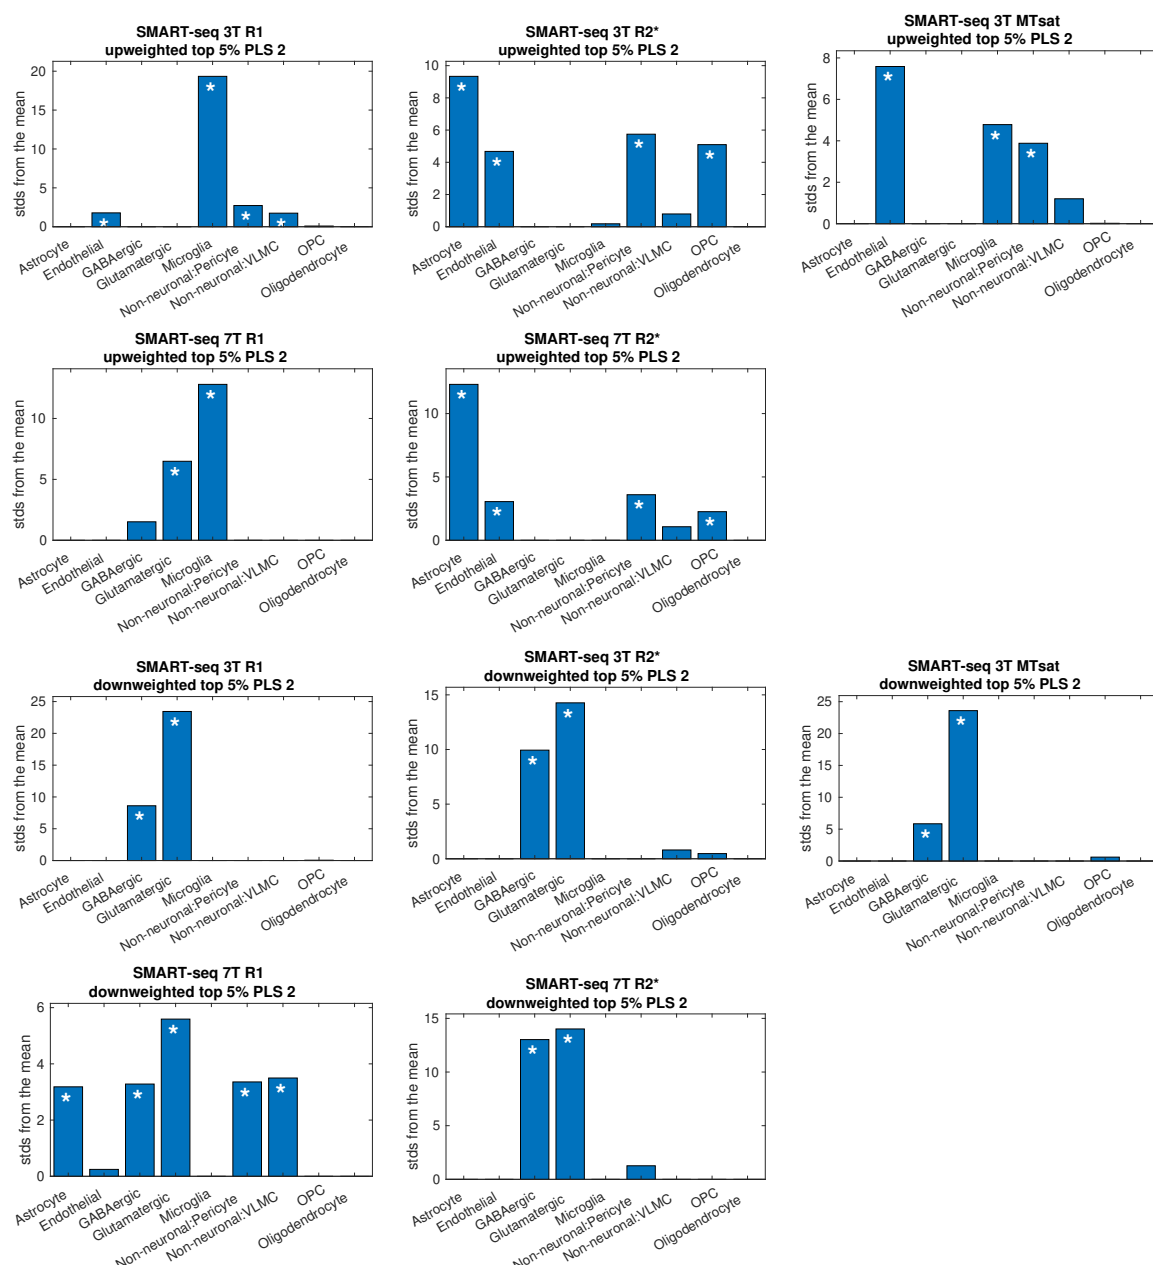 SMART-seq 3T R1
upweighted top 5% PLS 2
stds from the mean
20
15
10
5
0
*
*
*
*
Astrocyte
Endothelial
GABAergic
Glutamatergic
Microglia
Non-neuronal:Pericyte
Non-neuronal:VLMC
OPC
Oligodendrocyte
SMART-seq 3T R2*
upweighted top 5% PLS 2
stds from the mean
10
8
6
4
2
0
*
*
*
*
Astrocyte
Endothelial
GABAergic
Glutamatergic
Microglia
Non-neuronal:Pericyte
Non-neuronal:VLMC
OPC
Oligodendrocyte
SMART-seq 3T MTsat
upweighted top 5% PLS 2
stds from the mean
8
6
4
2
0
*
*
*
Astrocyte
Endothelial
GABAergic
Glutamatergic
Microglia
Non-neuronal:Pericyte
Non-neuronal:VLMC
OPC
Oligodendrocyte
SMART-seq 7T R1
upweighted top 5% PLS 2
stds from the mean
10
5
0
*
*
Astrocyte
Endothelial
GABAergic
Glutamatergic
Microglia
Non-neuronal:Pericyte
Non-neuronal:VLMC
OPC
Oligodendrocyte
SMART-seq 7T R2*
upweighted top 5% PLS 2
stds from the mean
10
5
0
*
*
*
*
Astrocyte
Endothelial
GABAergic
Glutamatergic
Microglia
Non-neuronal:Pericyte
Non-neuronal:VLMC
OPC
Oligodendrocyte
SMART-seq 3T R1
downweighted top 5% PLS 2
stds from the mean
25
20
15
10
5
0
*
*
Astrocyte
Endothelial
GABAergic
Glutamatergic
Microglia
Non-neuronal:Pericyte
Non-neuronal:VLMC
OPC
Oligodendrocyte
SMART-seq 3T R2*
downweighted top 5% PLS 2
stds from the mean
15
10
5
0
*
*
Astrocyte
Endothelial
GABAergic
Glutamatergic
Microglia
Non-neuronal:Pericyte
Non-neuronal:VLMC
OPC
Oligodendrocyte
SMART-seq 3T MTsat
downweighted top 5% PLS 2
stds from the mean
25
20
15
10
5
0
*
*
Astrocyte
Endothelial
GABAergic
Glutamatergic
Microglia
Non-neuronal:Pericyte
Non-neuronal:VLMC
OPC
Oligodendrocyte
SMART-seq 7T R1
downweighted top 5% PLS 2
stds from the mean
6
4
2
0
*
*
*
*
*
Astrocyte
Endothelial
GABAergic
Glutamatergic
Microglia
Non-neuronal:Pericyte
Non-neuronal:VLMC
OPC
Oligodendrocyte
SMART-seq 7T R2*
downweighted top 5% PLS 2
stds from the mean
15
10
5
0
*
*
Astrocyte
Endothelial
GABAergic
Glutamatergic
Microglia
Non-neuronal:Pericyte
Non-neuronal:VLMC
OPC
Oligodendrocyte